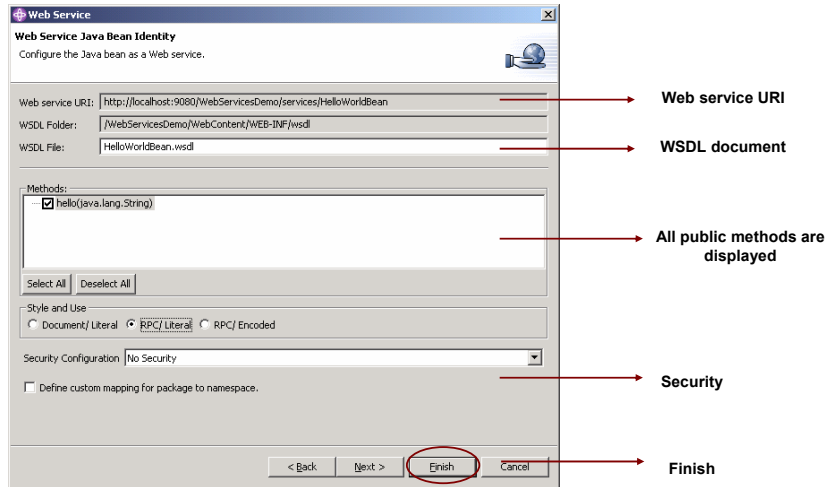 Web Service
Web Service Java Bean Identity
Configure the Java bean as a Web service.
Web service URI: http://localhost:9080/WebServicesDemo/services/HelloWorldBean
Web service URI
WSDL Folder: /WebServicesDemo/WebContent/WEB-INF/wsdl
WSDL File: HelloWorldBean.wsdl
WSDL document
Methods:
hello(java.lang.String)
All public methods are
displayed
Select All Deselect All
Style and Use
Document/ Literal RPC/ Literal RPC/ Encoded
Security Configuration No Security
Security
Define custom mapping for package to namespace.
< Back Next > Finish Cancel
Finish